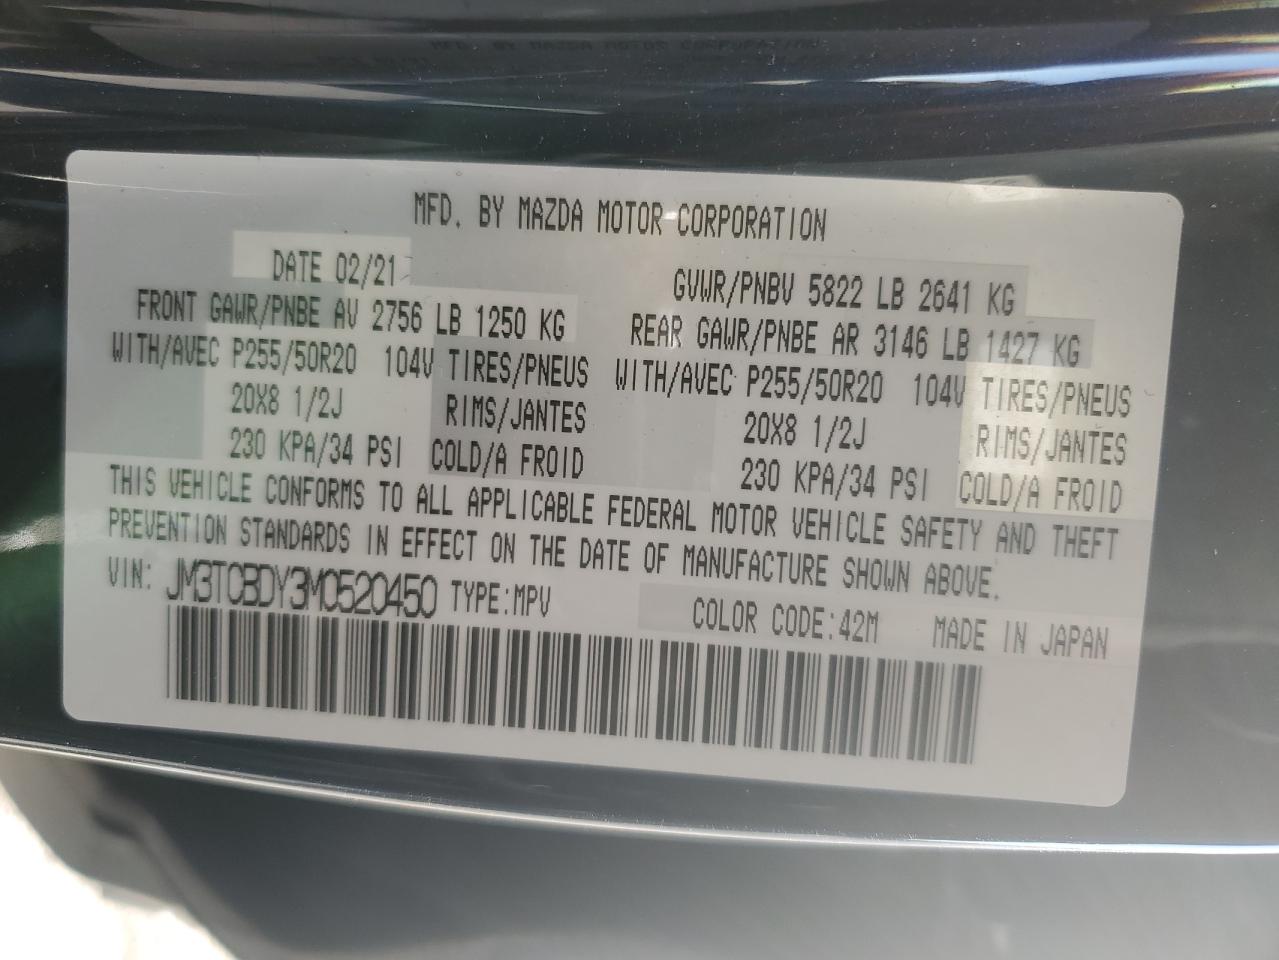 MFD. BY MAZDA MOTOR CORPORATION
DATE 02/21 GVWR/PNBV 5822 LB 2641 KG
FRONT GAWR/PNBE AV 2756 LB 1250 KG REAR GAWR/PNBE AR 3146 LB 1427 KG
WITH/AVEC P255/50R20 104V TIRES/PNEUS WITH/AVEC P255/50R20 104V TIRES/PNEUS
20X8 1/2J RIMS/JANTES 20X8 1/2J RIMS/JANTES
230 KPA/34 PSI COLD/A FROID 230 KPA/34 PSI COLD/A FROID
THIS VEHICLE CONFORMS TO ALL APPLICABLE FEDERAL MOTOR VEHICLE SAFETY AND THEFT
PREVENTION STANDARDS IN EFFECT ON THE DATE OF MANUFACTURE SHOWN ABOVE.
VIN: JM3TCBDY3M0520450 TYPE:MPV COLOR CODE:42M MADE IN JAPAN